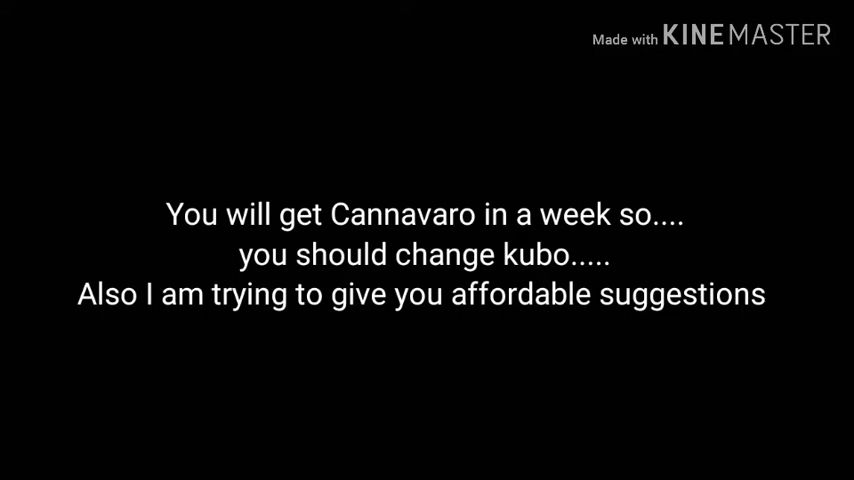 Made with KINEMASTER
You will get Cannavaro in a week so....
you should change kubo.....
Also I am trying to give you affordable suggestions